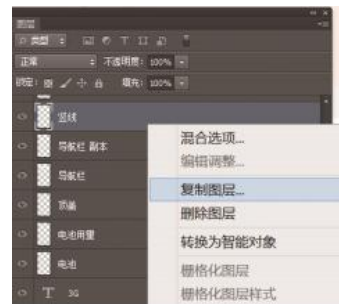 图层
类型
正常
不透明度: 100%
锁定:
填充: 100%
竖线
导航栏 副本
导航栏
顶盖
电池用量
电池
T 3G
混合选项...
编辑调整...
复制图层...
删除图层
转换为智能对象
栅格化图层
栅格化图层样式